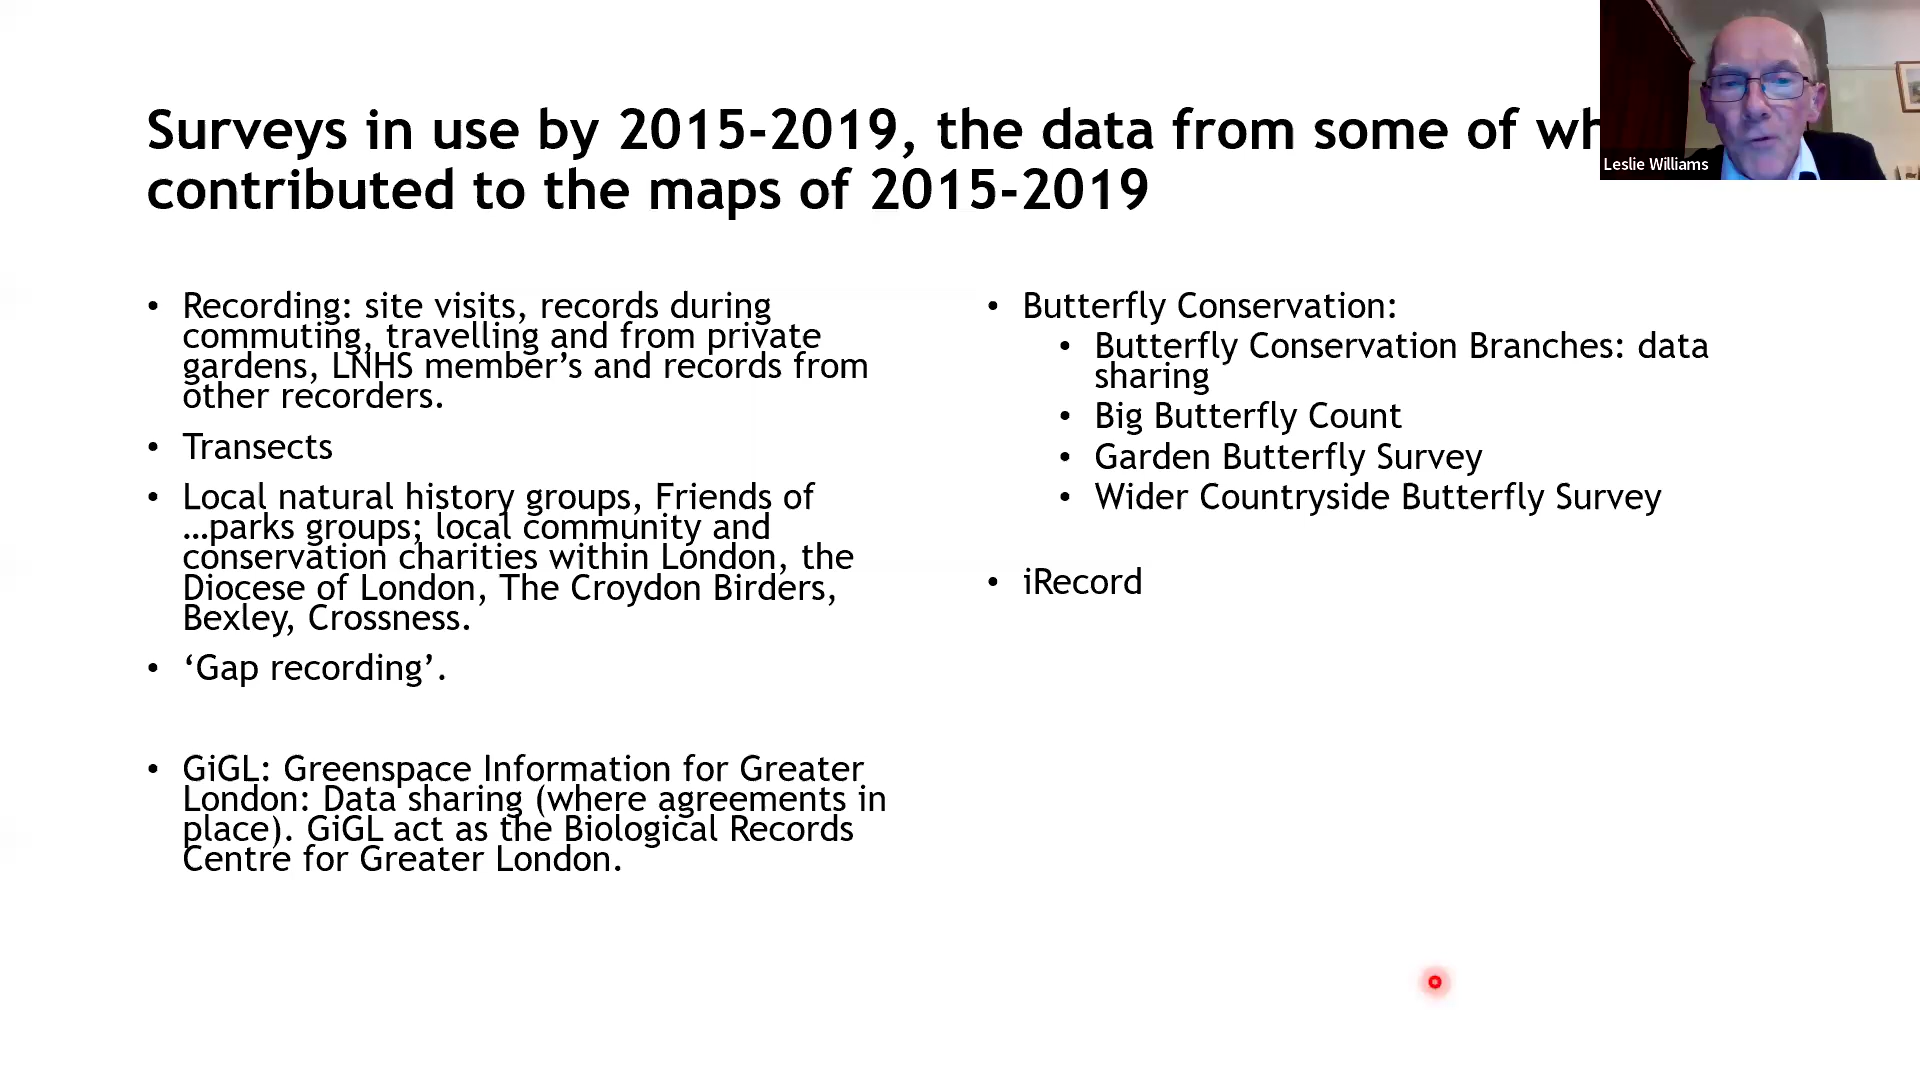 Surveys in use by 2015-2019, the data from some of
contributed to the maps of 2015-2019
Leslie Williams
• Recording: site visits, records during
commuting, travelling and from private
gardens, LNHS member’s and records from
other recorders.
• Transects
• Local natural history groups, Friends of
…parks groups; local community and
conservation charities within London, the
Diocese of London, The Croydon Birders,
Bexley, Crossness.
• ‘Gap recording’.
• GiGL: Greenspace Information for Greater
London: Data sharing (where agreements in
place). GiGL act as the Biological Records
Centre for Greater London.
• Butterfly Conservation:
• Butterfly Conservation Branches: data
sharing
• Big Butterfly Count
• Garden Butterfly Survey
• Wider Countryside Butterfly Survey
• iRecord